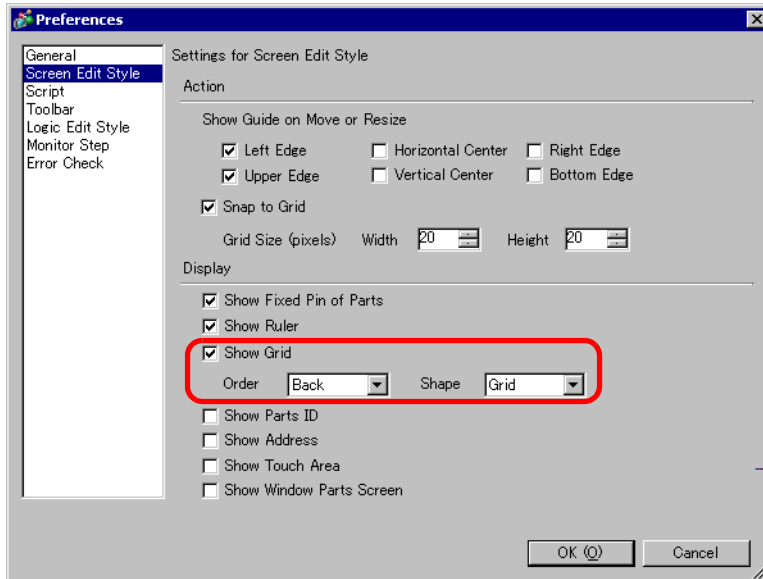 Preferences
General
Screen Edit Style
Script
Toolbar
Logic Edit Style
Monitor Step
Error Check
Settings for Screen Edit Style
Action
Show Guide on Move or Resize
Left Edge Horizontal Center Right Edge
Upper Edge Vertical Center Bottom Edge
Snap to Grid
Grid Size (pixels) Width 20 Height 20
Display
Show Fixed Pin of Parts
Show Ruler
Show Grid
Order Back Shape Grid
Show Parts ID
Show Address
Show Touch Area
Show Window Parts Screen
OK (O) Cancel